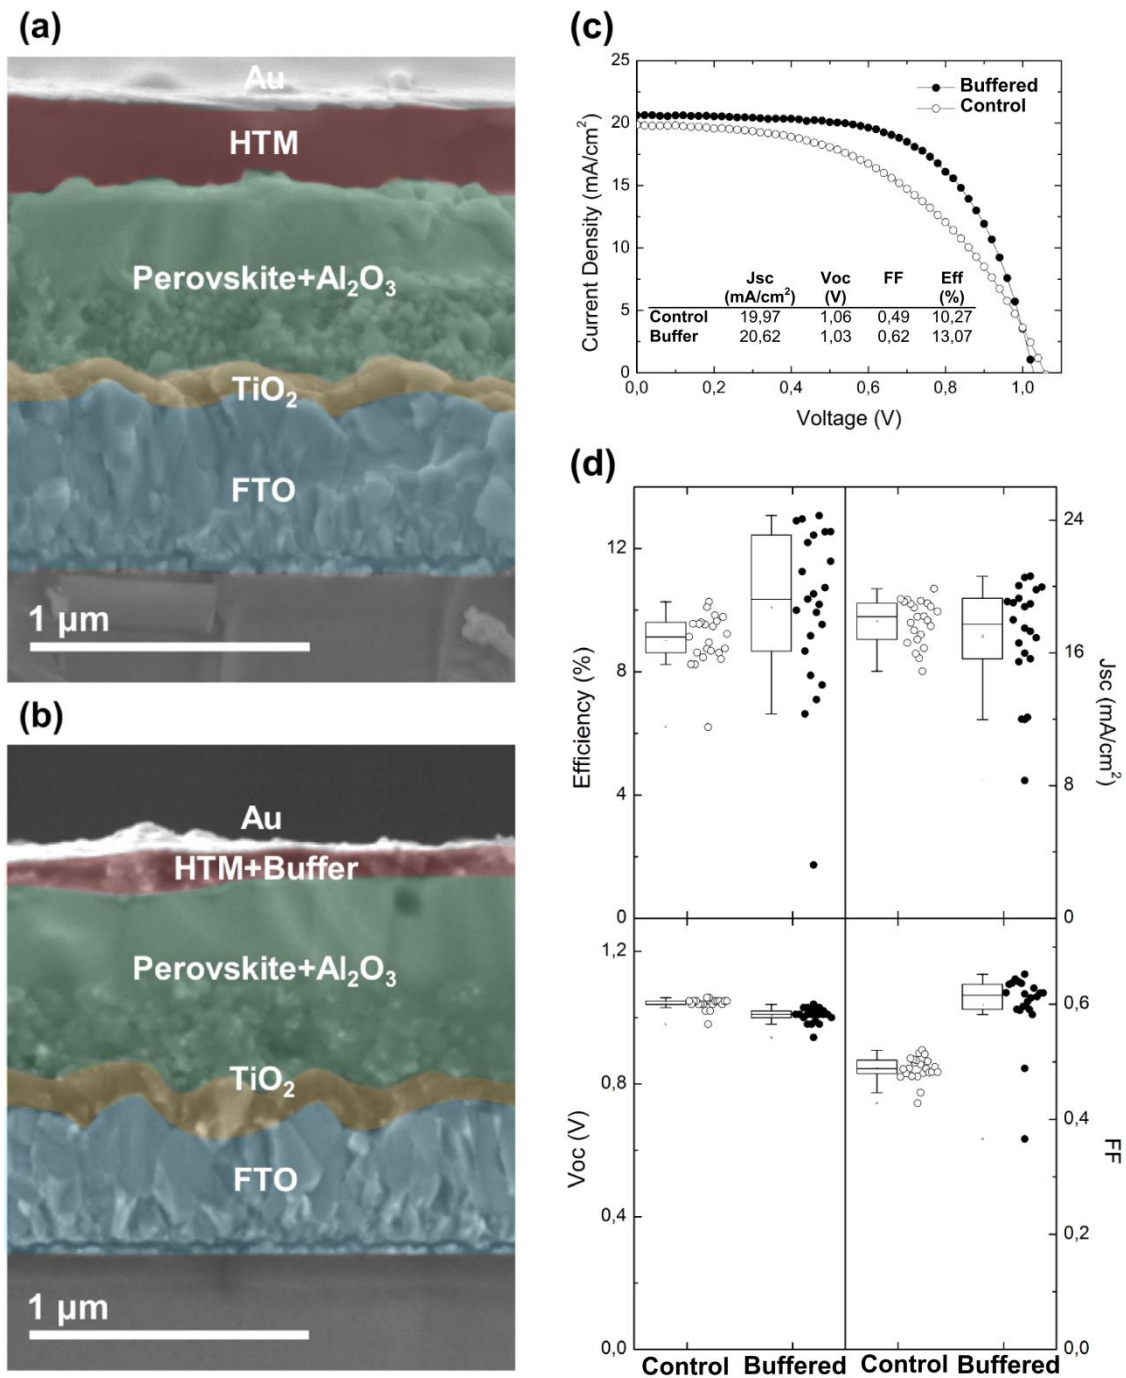 (a)
Au
HTM
Perovskite+Al₂O₃
TiO₂
FTO
1 µm
(b)
Au
HTM+Buffer
Perovskite+Al₂O₃
TiO₂
FTO
1 µm
(c)
25
20
15
10
5
0
Current Density (mA/cm²)
Buffered
Control
Jsc Voc FF Eff
(mA/cm²) (V) (%)
Control 19,97 1,06 0,49 10,27
Buffer 20,62 1,03 0,62 13,07
0,0 0,2 0,4 0,6 0,8 1,0
Voltage (V)
(d)
12
8
4
0
Efficiency (%)
24
16
8
0
Jsc (mA/cm²)
1,2
0,8
0,4
0,0
Voc (V)
0,6
0,4
0,2
0,0
FF
Control Buffered Control Buffered